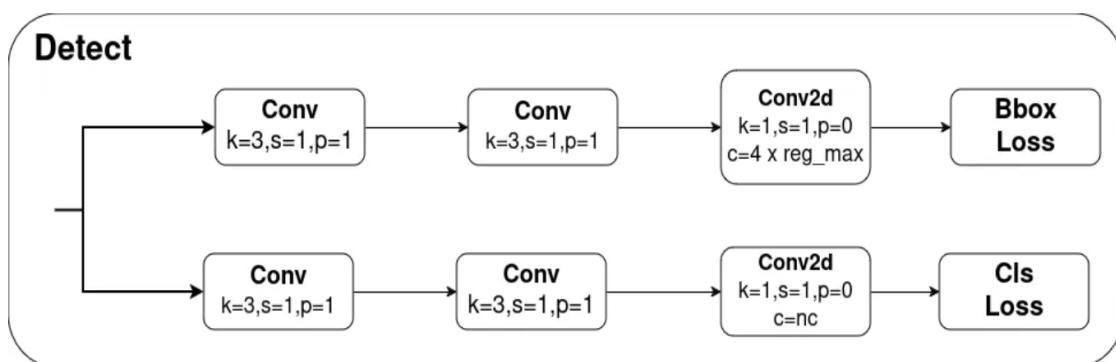 Detect
Conv
k=3,s=1,p=1
Conv
k=3,s=1,p=1
Conv2d
k=1,s=1,p=0
c=4 x reg_max
Bbox
Loss
Conv
k=3,s=1,p=1
Conv
k=3,s=1,p=1
Conv2d
k=1,s=1,p=0
c=nc
Cls
Loss